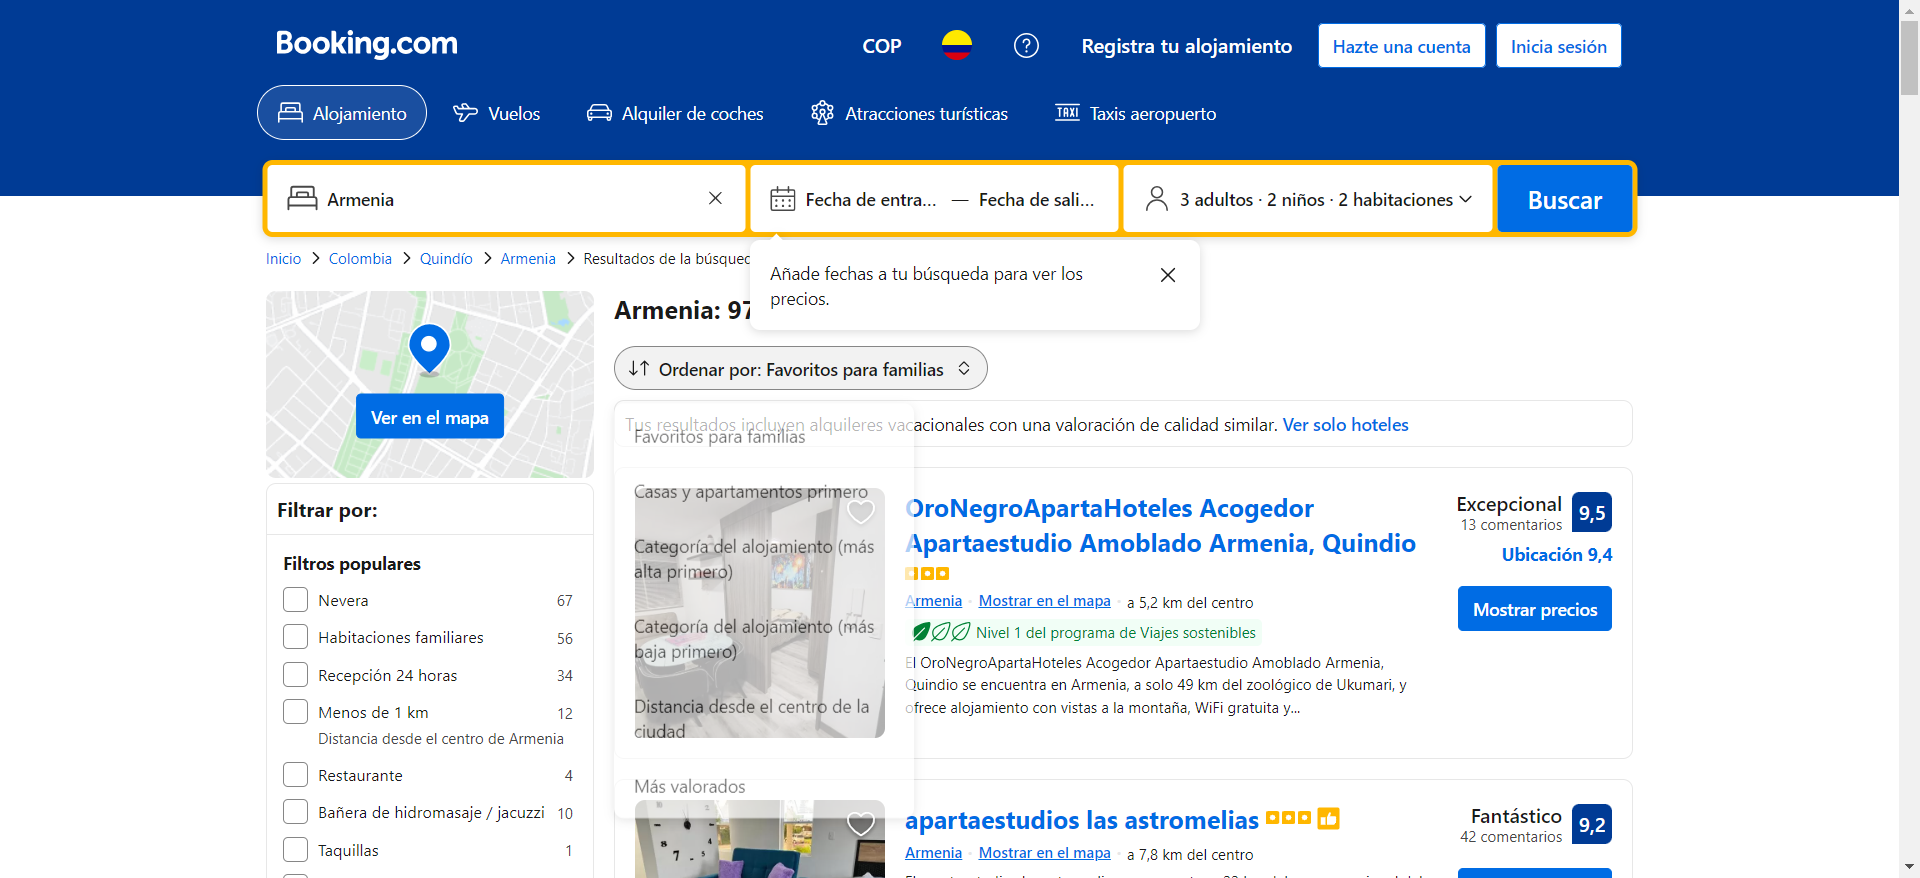 Booking.com
COP
Registra tu alojamiento
Hazte una cuenta
Inicia sesión
Alojamiento
Vuelos
Alquiler de coches
Atracciones turísticas
TAXI
Taxis aeropuerto
Armenia
Fecha de entra... — Fecha de sali...
3 adultos · 2 niños · 2 habitaciones
Buscar
Inicio > Colombia > Quindío > Armenia > Resultados de la búsqued
Añade fechas a tu búsqueda para ver los
precios.
Ver en el mapa
Armenia: 97
Ordenar por: Favoritos para familias
Tus resultados incluyen alquileres vacacionales con una valoración de calidad similar. Ver solo hoteles
Favoritos para familias
Casas y apartamentos primero
Categoría del alojamiento (más
alta primero)
Categoría del alojamiento (más
baja primero)
Distancia desde el centro de la
ciudad
Más valorados
Filtrar por:
Filtros populares
Nevera 67
Habitaciones familiares 56
Recepción 24 horas 34
Menos de 1 km 12
Distancia desde el centro de Armenia
Restaurante 4
Bañera de hidromasaje / jacuzzi 10
Taquillas 1
OroNegroApartaHoteles Acogedor
Apartaestudio Amoblado Armenia, Quindio
Armenia · Mostrar en el mapa · a 5,2 km del centro
Nivel 1 del programa de Viajes sostenibles
El OroNegroApartaHoteles Acogedor Apartaestudio Amoblado Armenia,
Quindio se encuentra en Armenia, a solo 49 km del zoológico de Ukumari, y
ofrece alojamiento con vistas a la montaña, WiFi gratuita y...
Excepcional 9,5
13 comentarios
Ubicación 9,4
Mostrar precios
apartaestudios las astromelias
Armenia · Mostrar en el mapa · a 7,8 km del centro
Fantástico 9,2
42 comentarios